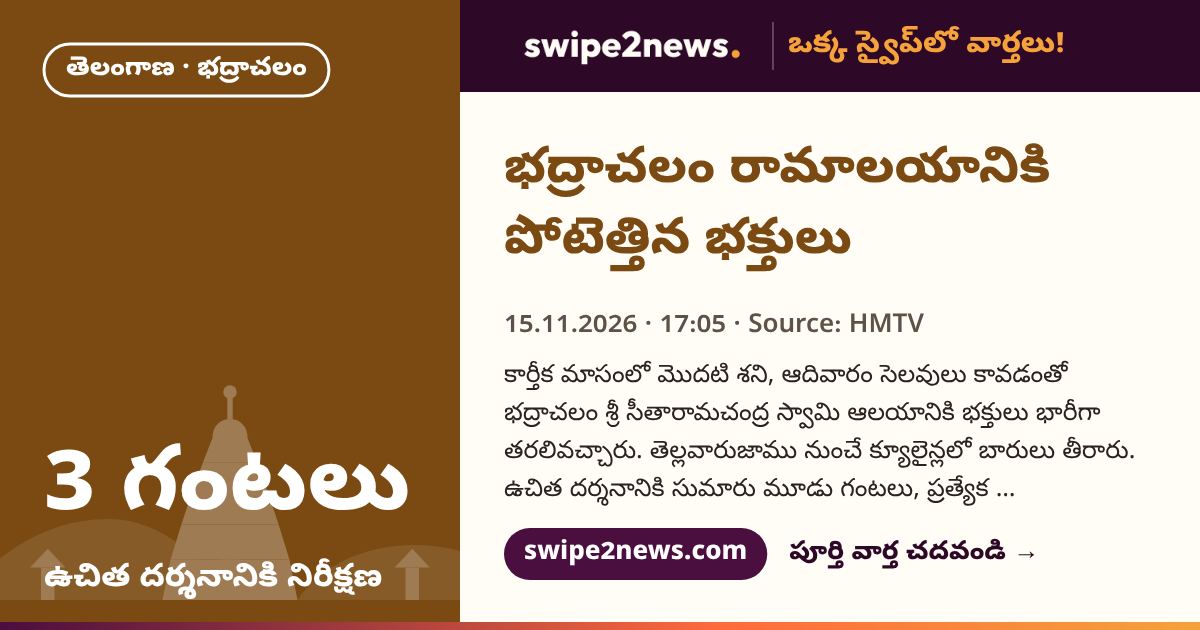 తెలంగాణ · భద్రాచలం
3 గంటలు
ఉచిత దర్శనానికి నిరీక్షణ
swipe2news.
ఒక్క స్వైప్‌లో వార్తలు!
భద్రాచలం రామాలయానికి
పోటెత్తిన భక్తులు
15.11.2026 · 17:05 · Source: HMTV
కార్తీక మాసంలో మొదటి శని, ఆదివారం సెలవులు కావడంతో
భద్రాచలం శ్రీ సీతారామచంద్ర స్వామి ఆలయానికి భక్తులు భారీగా
తరలివచ్చారు. తెల్లవారుజాము నుంచే క్యూలైన్లలో బారులు తీరారు.
ఉచిత దర్శనానికి సుమారు మూడు గంటలు, ప్రత్యేక ...
swipe2news.com
పూర్తి వార్త చదవండి →